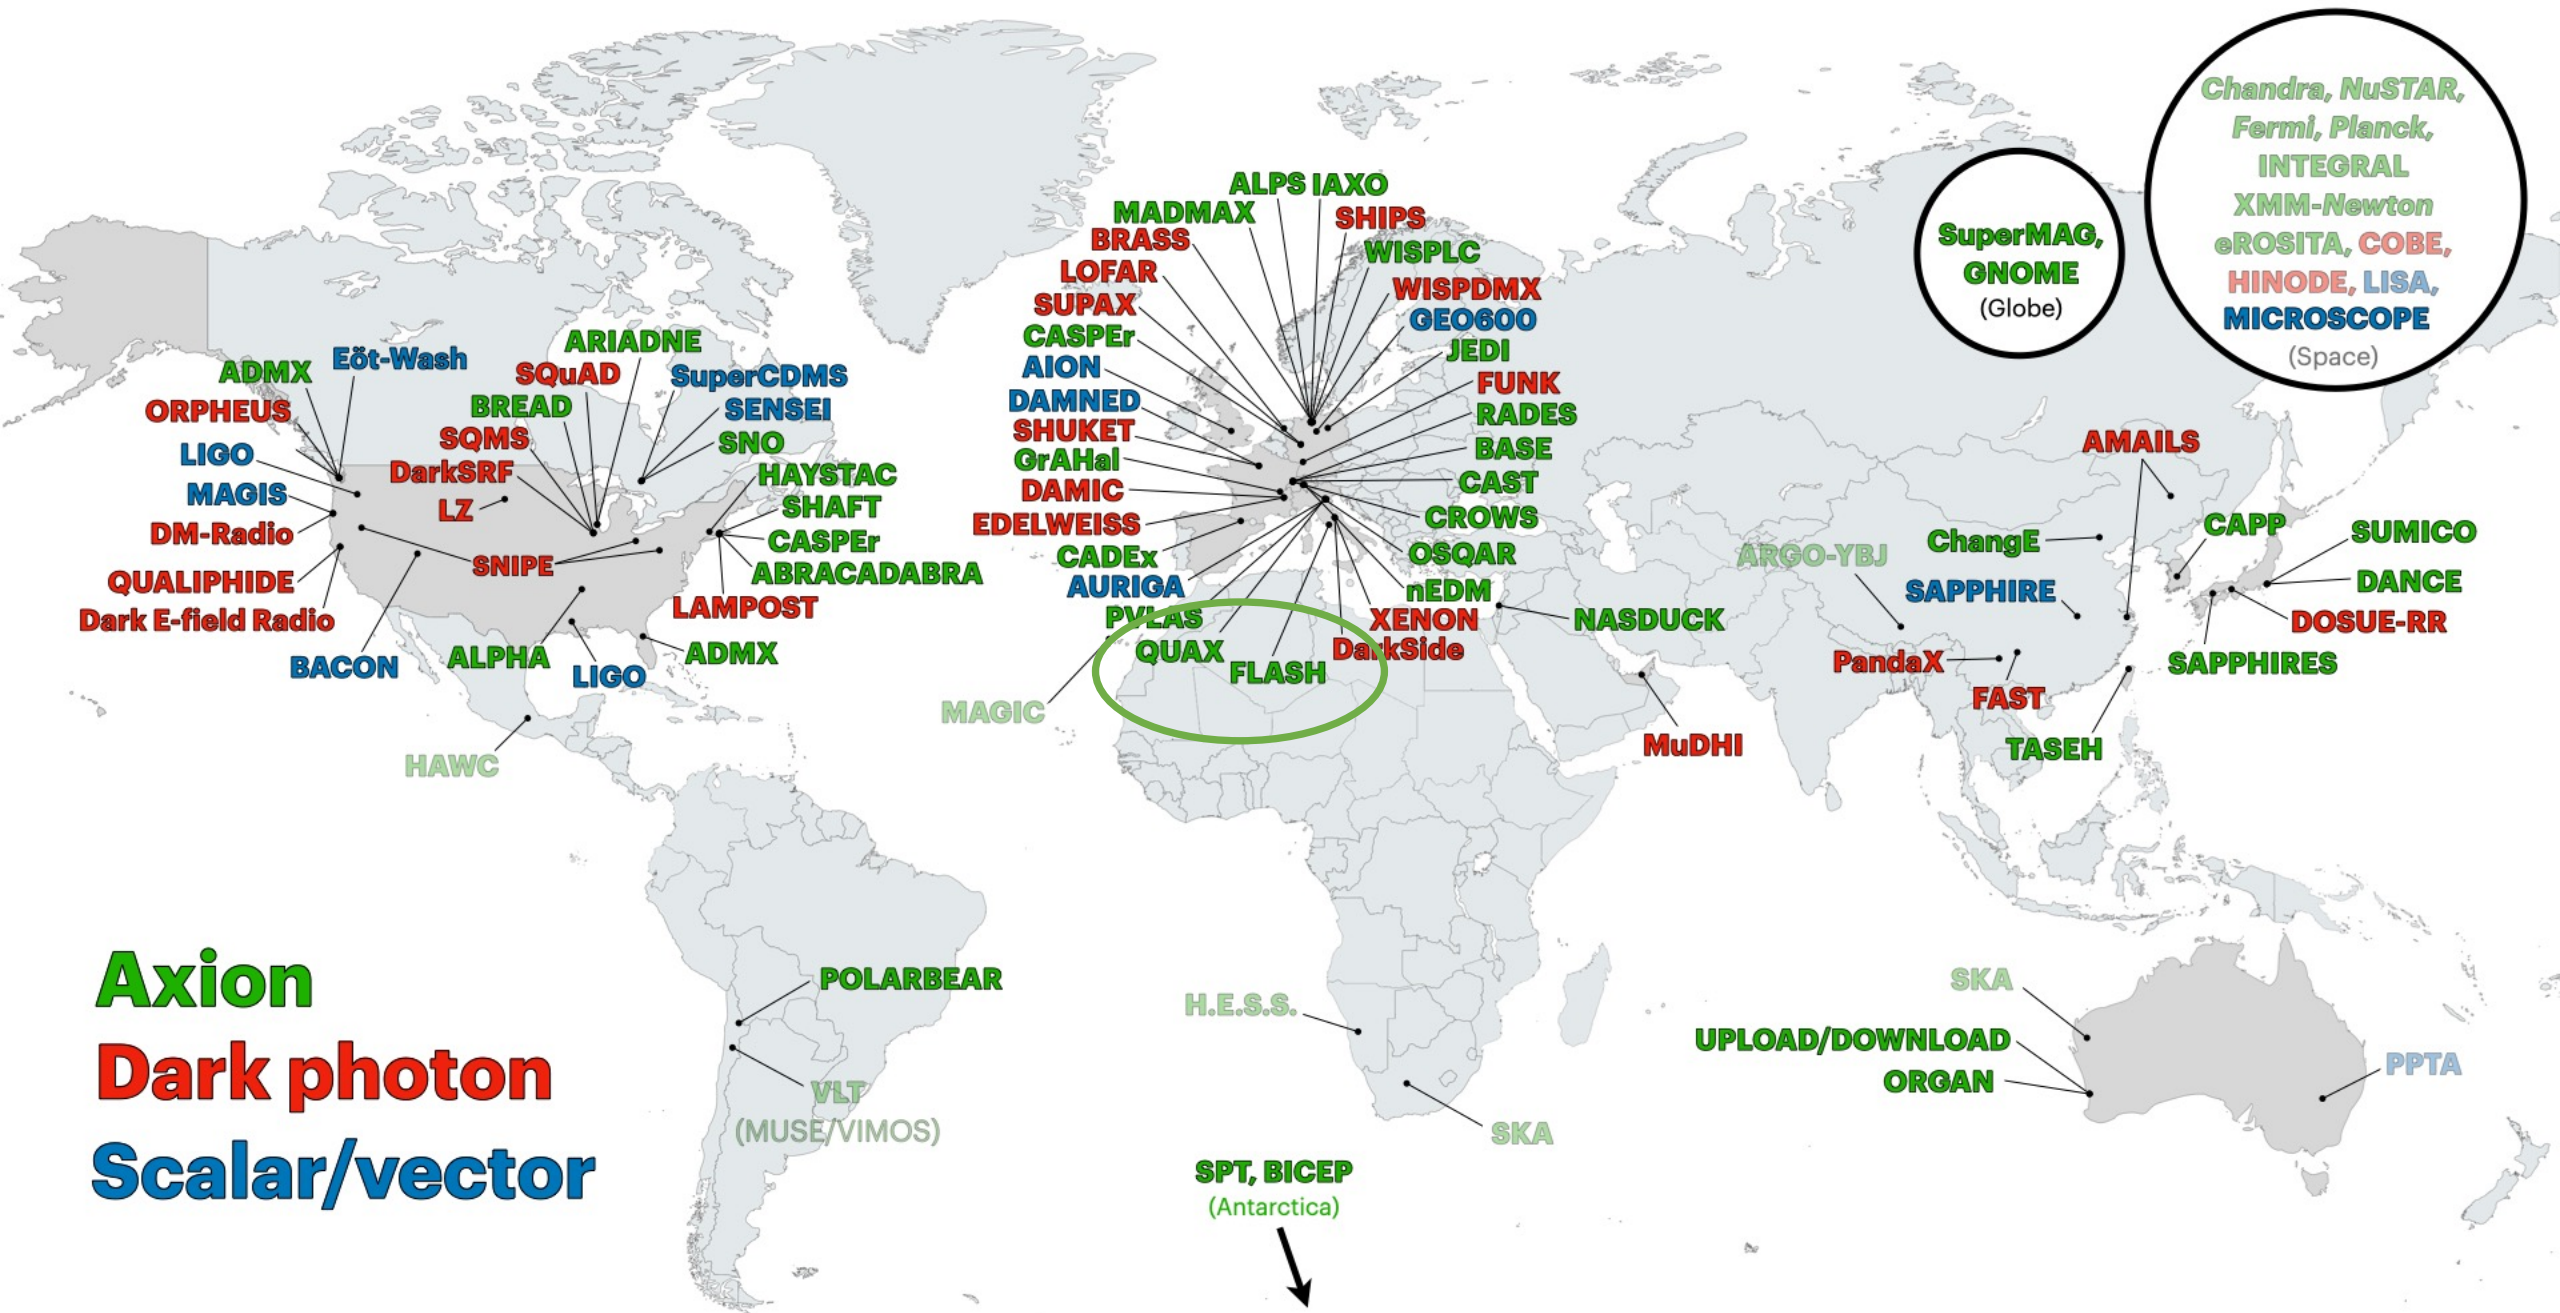 Chandra, NuSTAR,
Fermi, Planck,
INTEGRAL
XMM-Newton
eROSITA, COBE,
HINODE, LISA,
MICROSCOPE
(Space)
SuperMAG,
GNOME
(Globe)
ALPS
IAXO
MADMAX
SHIPS
BRASS
WISPLC
LOFAR
WISPDMX
SUPAX
GEO600
CASPEr
JEDI
AION
FUNK
DAMNED
RADES
SHUKET
BASE
GrAHal
CAST
DAMIC
CROWS
EDELWEISS
OSQAR
CADEx
nEDM
AURIGA
XENON
PVLAS
DarkSide
QUAX
FLASH
NASDUCK
MAGIC
MuDHI
ARIADNE
Eöt-Wash
ADMX
SQuAD
SuperCDMS
ORPHEUS
BREAD
SENSEI
LIGO
SQMS
SNO
MAGIS
DarkSRF
HAYSTAC
LZ
SHAFT
DM-Radio
CASPEr
SNIPE
ABRACADABRA
QUALIPHIDE
LAMPOST
Dark E-field Radio
BACON
ALPHA
LIGO
ADMX
HAWC
AMAILS
CAPP
SUMICO
ChangE
ARGO-YBJ
DANCE
SAPPHIRE
DOSUE-RR
PandaX
SAPPHIRES
FAST
TASEH
POLARBEAR
VLT
(MUSE/VIMOS)
H.E.S.S.
SKA
SKA
UPLOAD/DOWNLOAD
ORGAN
PPTA
SPT, BICEP
(Antarctica)
Axion
Dark photon
Scalar/vector